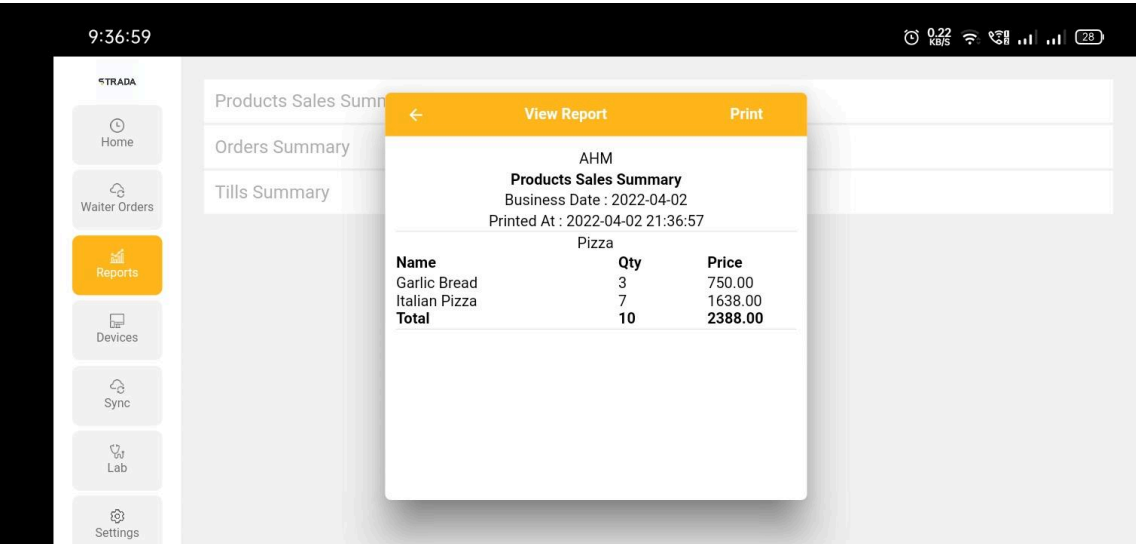 9:36:59
0.22
KB/S
28
STRADA
Home
Waiter Orders
Reports
Devices
Sync
Lab
Settings
Products Sales Summ
Orders Summary
Tills Summary
View Report Print
AHM
Products Sales Summary
Business Date : 2022-04-02
Printed At : 2022-04-02 21:36:57
Pizza
Name Qty Price
Garlic Bread 3 750.00
Italian Pizza 7 1638.00
Total 10 2388.00